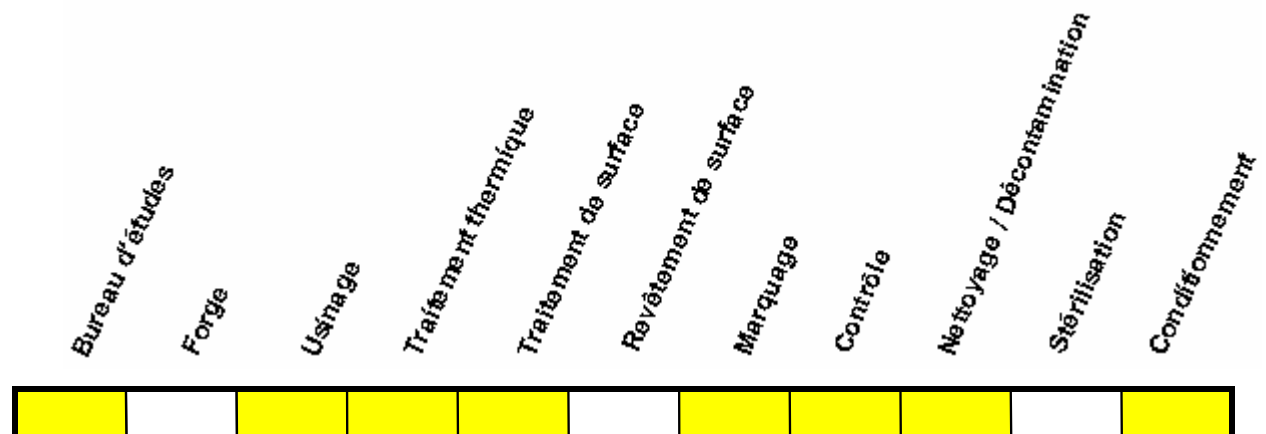 Bureau d'études
Forge
Usinage
Traitement thermique
Traitement de surface
Revêtement de surface
Marquage
Contrôle
Nettoyage / Décontamination
Stérilisation
Conditionnement